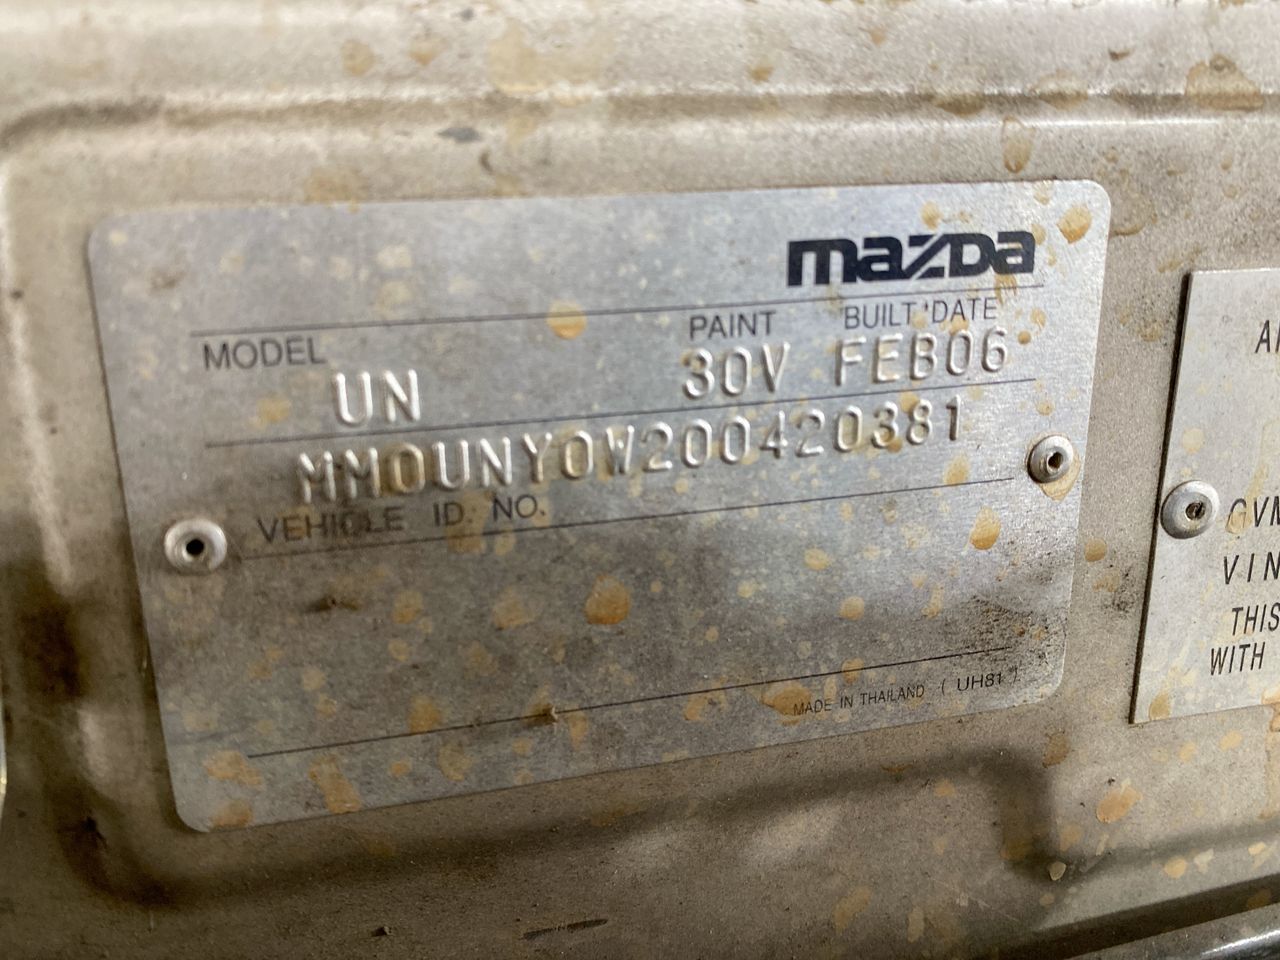 mazda
MODEL PAINT BUILT DATE
UN 30V FEB06
MM0UNY0W200420381
VEHICLE ID. NO.
MADE IN THAILAND ( UH81 )
GVM
VIN
THIS
WITH